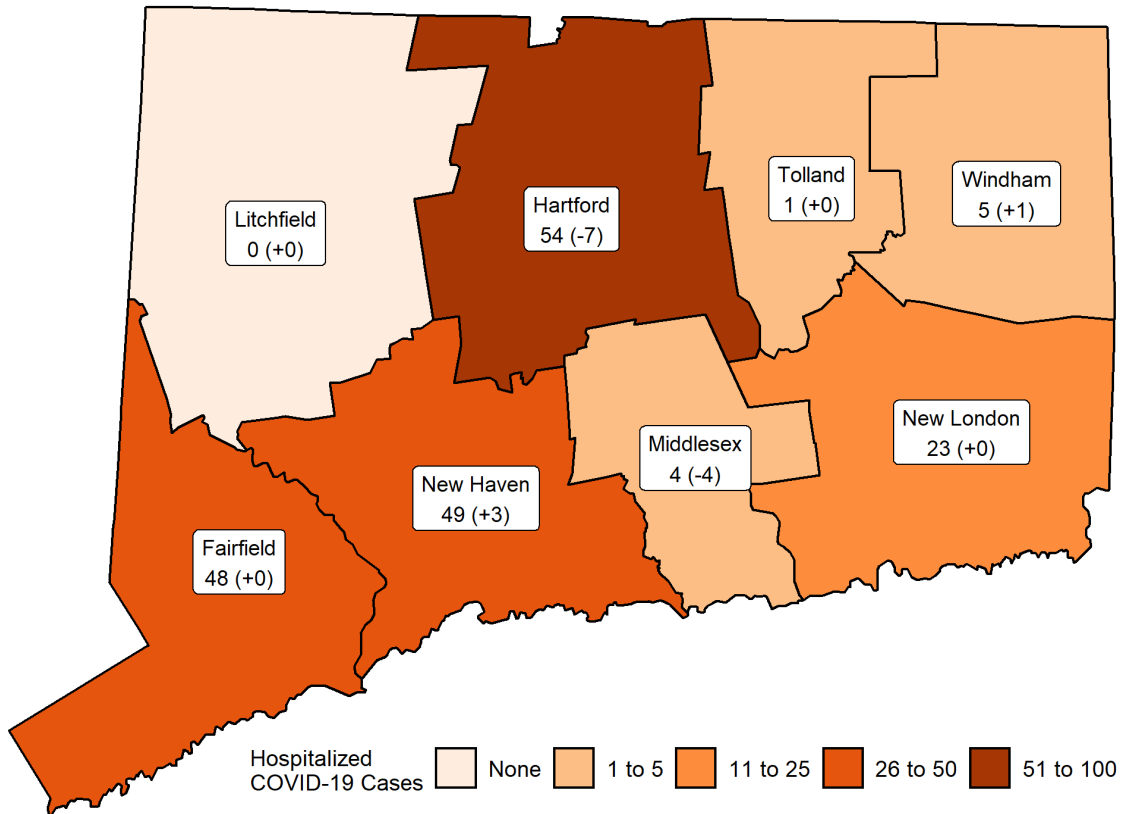 Tolland
1 (+0)
Windham
5 (+1)
Litchfield
0 (+0)
Hartford
54 (-7)
New London
23 (+0)
Middlesex
4 (-4)
New Haven
49 (+3)
Fairfield
48 (+0)
Hospitalized
COVID-19 Cases
None
1 to 5
11 to 25
26 to 50
51 to 100